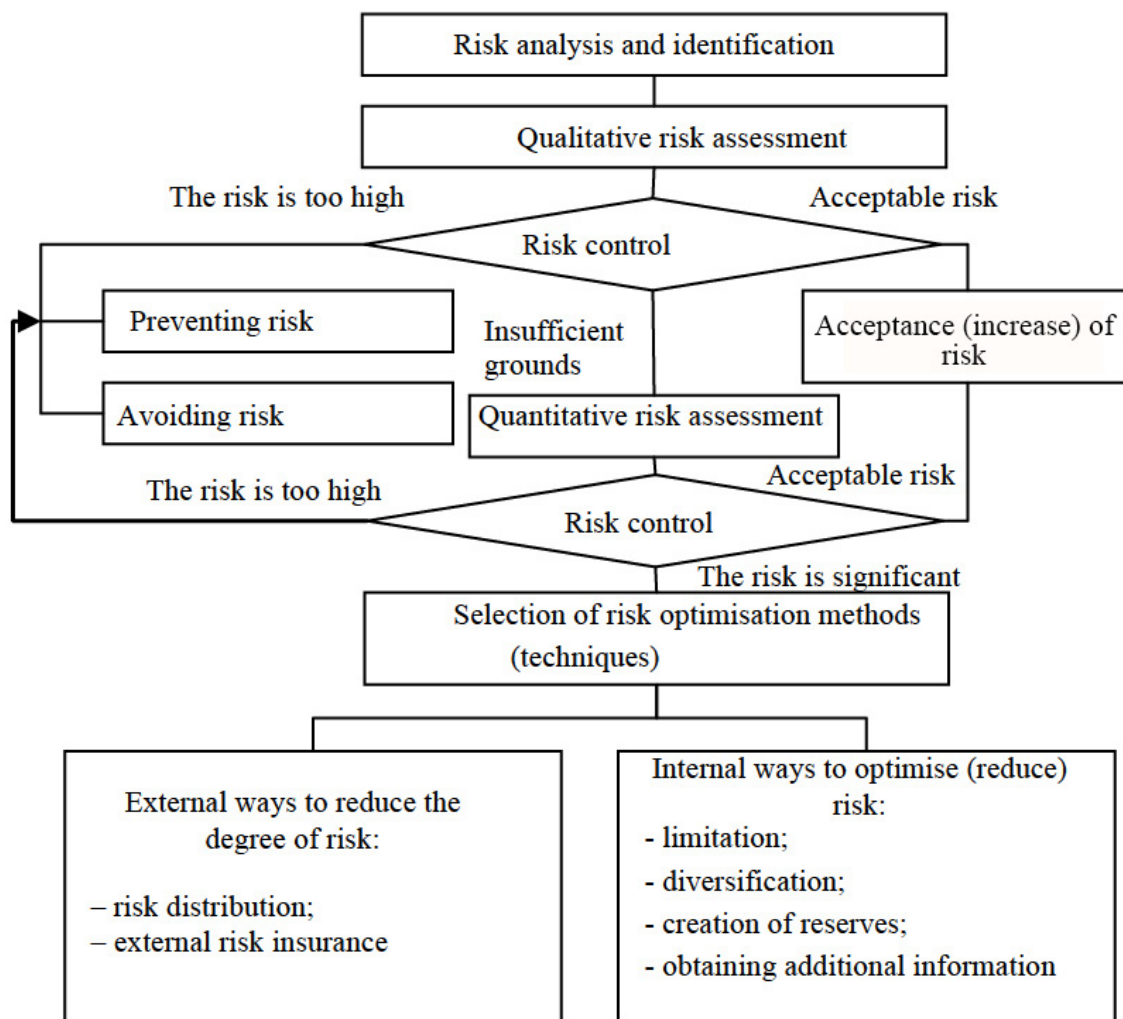 Risk analysis and identification
Qualitative risk assessment
The risk is too high
Acceptable risk
Risk control
Preventing risk
Insufficient
grounds
Acceptance (increase) of
risk
Avoiding risk
Quantitative risk assessment
The risk is too high
Acceptable risk
Risk control
The risk is significant
Selection of risk optimisation methods
(techniques)
External ways to reduce the
degree of risk:
– risk distribution;
– external risk insurance
Internal ways to optimise (reduce)
risk:
- limitation;
- diversification;
- creation of reserves;
- obtaining additional information